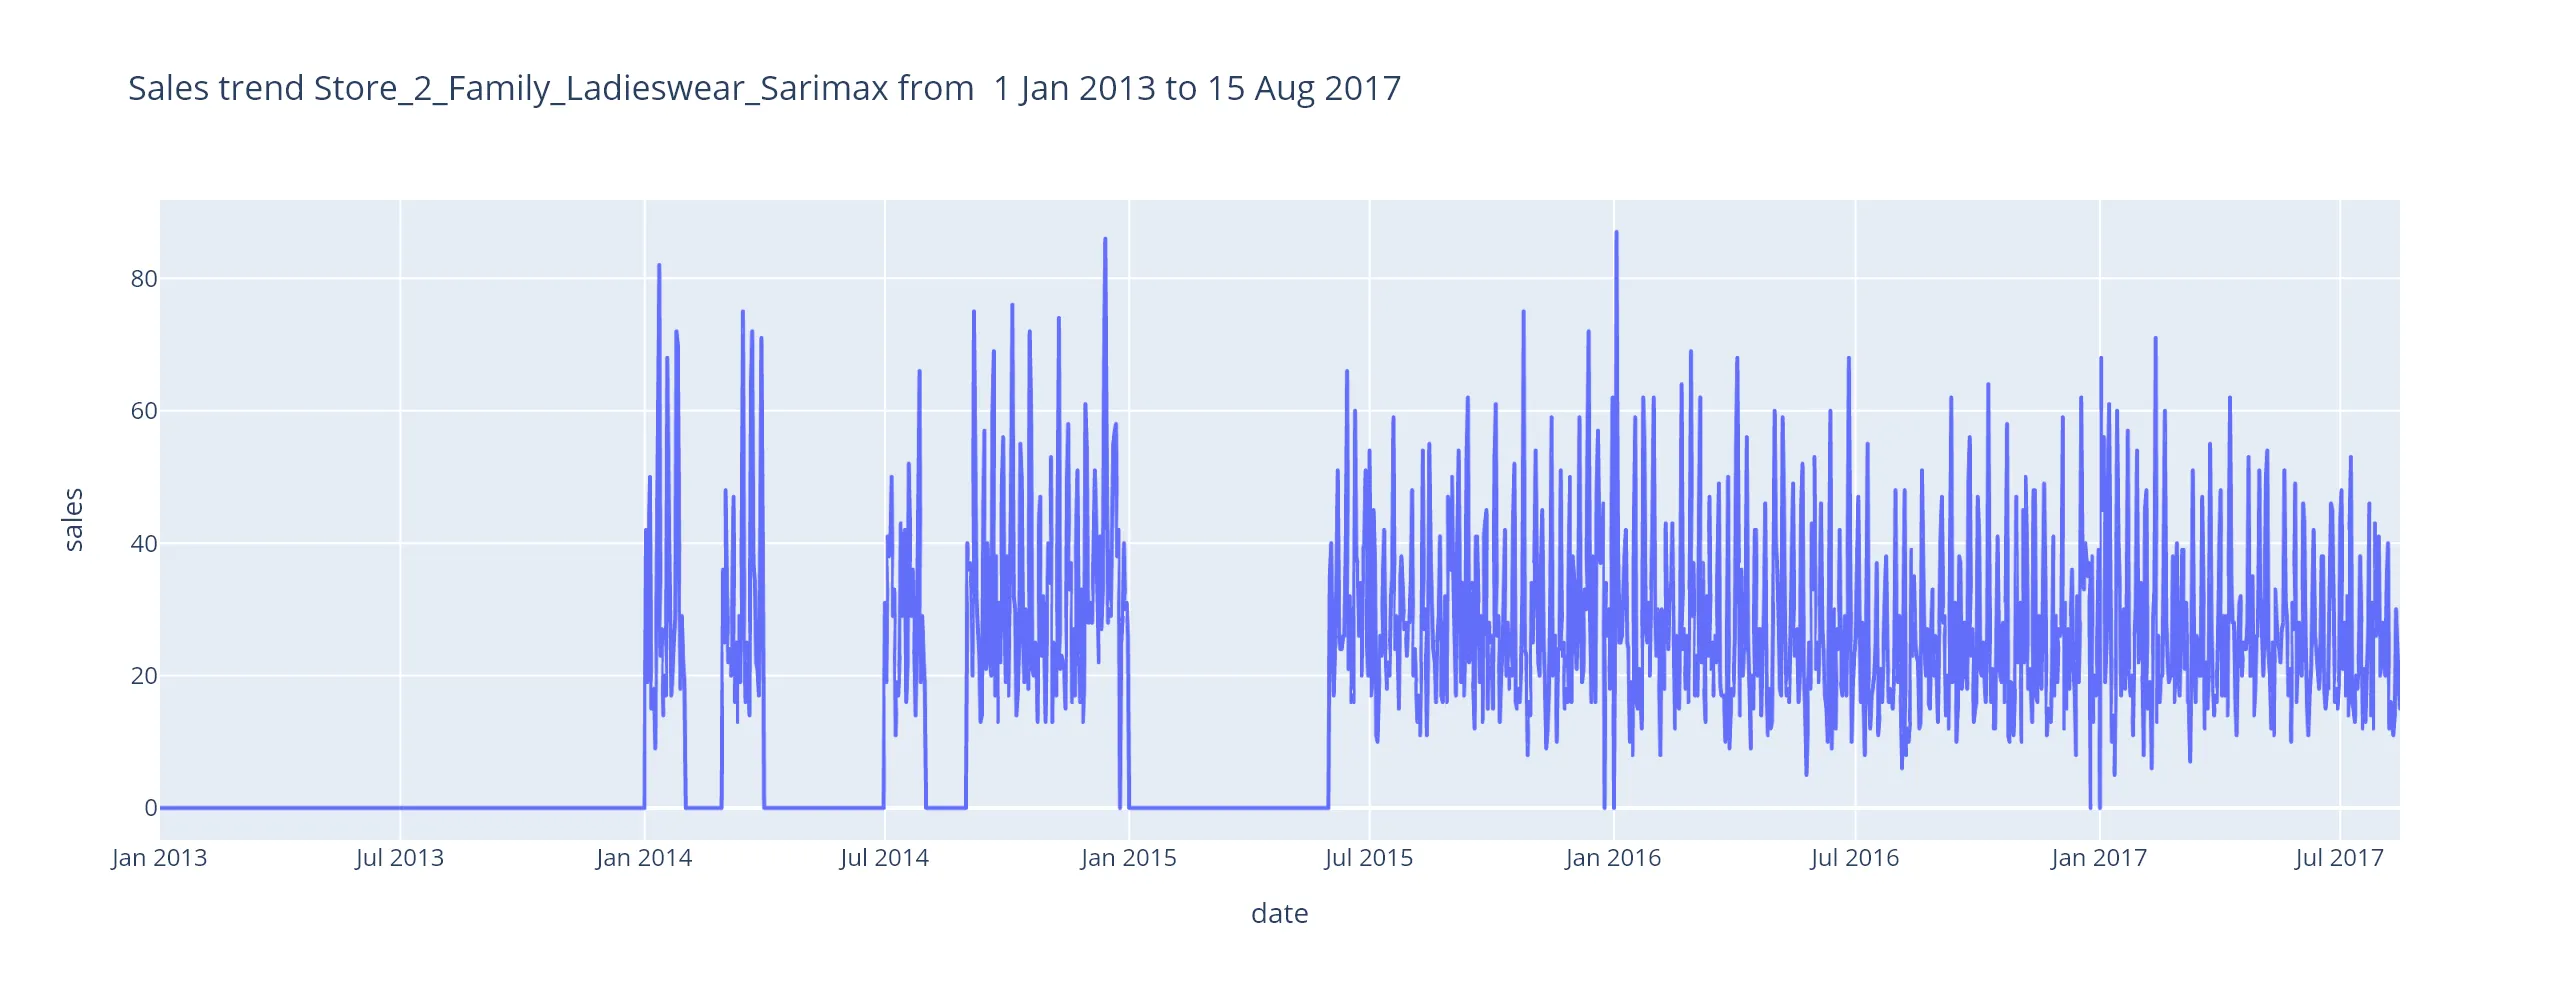 Sales trend Store_2_Family_Ladieswear_Sarimax from  1 Jan 2013 to 15 Aug 2017
80
60
40
20
0
sales
Jan 2013 Jul 2013 Jan 2014 Jul 2014 Jan 2015 Jul 2015 Jan 2016 Jul 2016 Jan 2017 Jul 2017
date